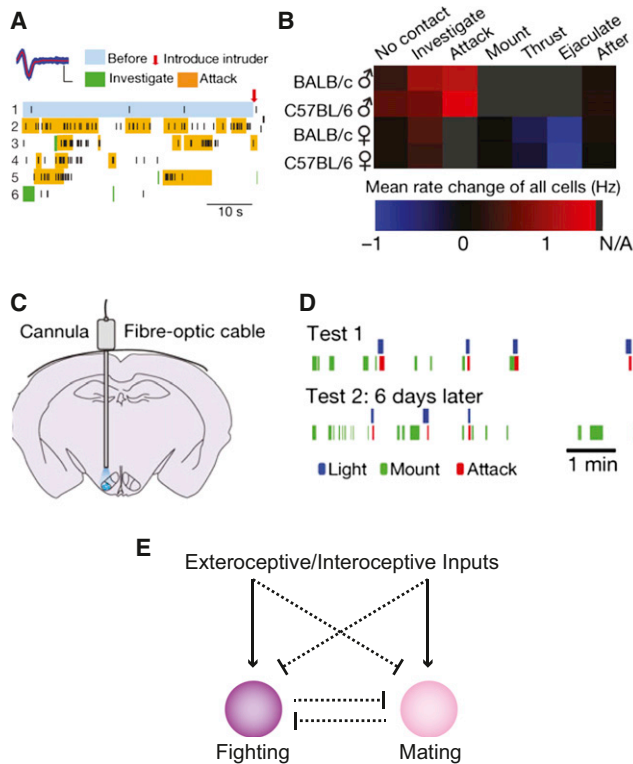 A
Before Introduce intruder
Investigate Attack
1
2
3
4
5
6
10 s
B
No contact Investigate Attack Mount Thrust Ejaculate After
BALB/c ♂
C57BL/6 ♂
BALB/c ♀
C57BL/6 ♀
Mean rate change of all cells (Hz)
−1 0 1 N/A
C
Cannula Fibre-optic cable
D
Test 1
Test 2: 6 days later
Light Mount Attack
1 min
E
Exteroceptive/Interoceptive Inputs
Fighting Mating